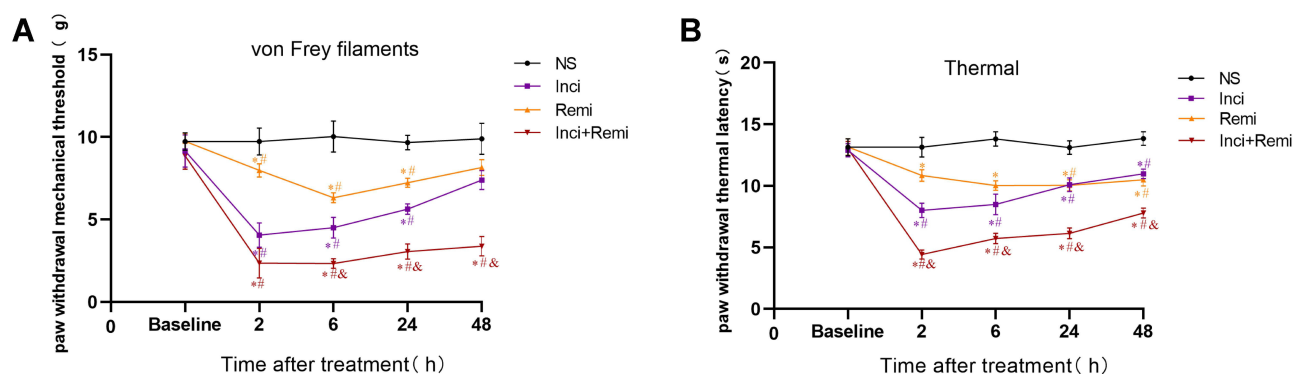 A
von Frey filaments
paw withdrawal mechanical threshold( g)
15
10
5
0
0
Baseline
2
6
24
48
Time after treatment( h)
NS
Inci
Remi
Inci+Remi
*#
*#
*#
*#
*#
*#
*#
*#&
*#&
*#&
B
Thermal
paw withdrawal thermal latency( s)
20
15
10
5
0
0
Baseline
2
6
24
48
Time after treatment( h)
NS
Inci
Remi
Inci+Remi
*
*
*#
*#
*#
*#
*#
*#
*#&
*#&
*#&
*#&